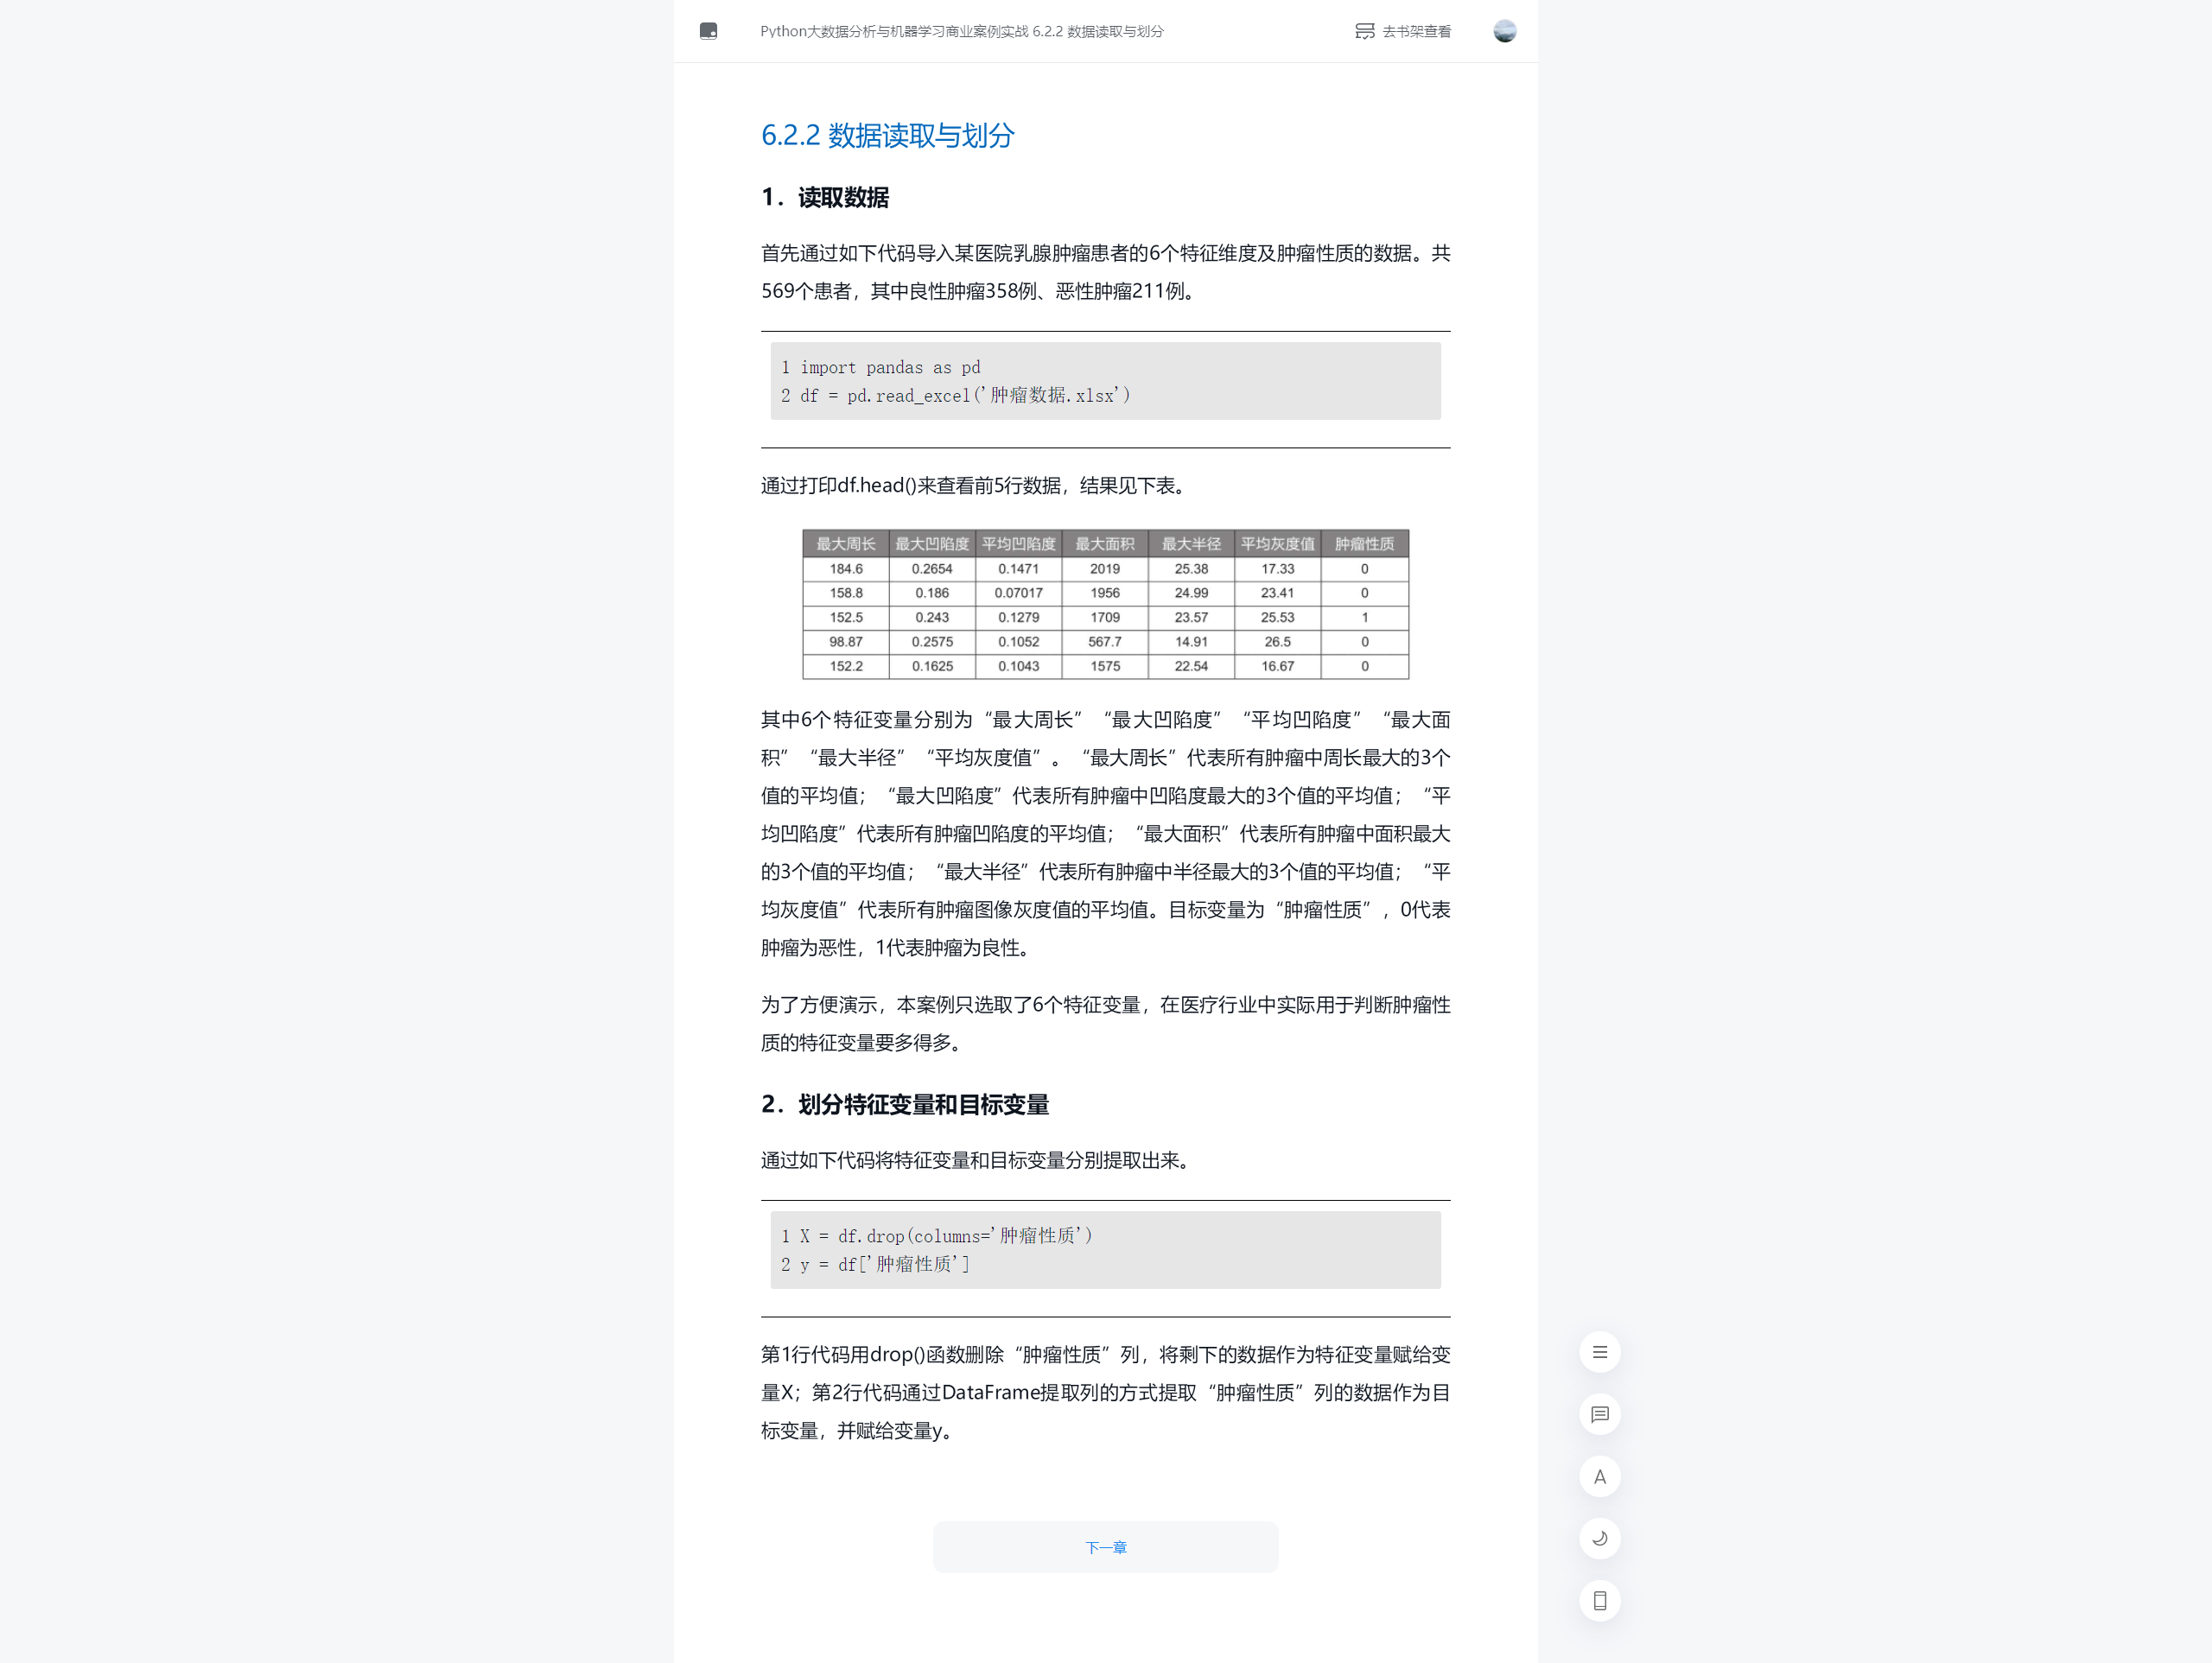 Python大数据分析与机器学习商业案例实战 6.2.2 数据读取与划分
去书架查看
6.2.2 数据读取与划分
1．读取数据
首先通过如下代码导入某医院乳腺肿瘤患者的6个特征维度及肿瘤性质的数据。共
569个患者，其中良性肿瘤358例、恶性肿瘤211例。
1 import pandas as pd
2 df = pd.read_excel('肿瘤数据.xlsx')
通过打印df.head()来查看前5行数据，结果见下表。
最大周长 最大凹陷度 平均凹陷度 最大面积 最大半径 平均灰度值 肿瘤性质
184.6 0.2654 0.1471 2019 25.38 17.33 0
158.8 0.186 0.07017 1956 24.99 23.41 0
152.5 0.243 0.1279 1709 23.57 25.53 1
98.87 0.2575 0.1052 567.7 14.91 26.5 0
152.2 0.1625 0.1043 1575 22.54 16.67 0
其中6个特征变量分别为“最大周长”“最大凹陷度”“平均凹陷度”“最大面
积”“最大半径”“平均灰度值”。“最大周长”代表所有肿瘤中周长最大的3个
值的平均值；“最大凹陷度”代表所有肿瘤中凹陷度最大的3个值的平均值；“平
均凹陷度”代表所有肿瘤凹陷度的平均值；“最大面积”代表所有肿瘤中面积最大
的3个值的平均值；“最大半径”代表所有肿瘤中半径最大的3个值的平均值；“平
均灰度值”代表所有肿瘤图像灰度值的平均值。目标变量为“肿瘤性质”，0代表
肿瘤为恶性，1代表肿瘤为良性。
为了方便演示，本案例只选取了6个特征变量，在医疗行业中实际用于判断肿瘤性
质的特征变量要多得多。
2．划分特征变量和目标变量
通过如下代码将特征变量和目标变量分别提取出来。
1 X = df.drop(columns='肿瘤性质')
2 y = df['肿瘤性质']
第1行代码用drop()函数删除“肿瘤性质”列，将剩下的数据作为特征变量赋给变
量X；第2行代码通过DataFrame提取列的方式提取“肿瘤性质”列的数据作为目
标变量，并赋给变量y。
下一章
A